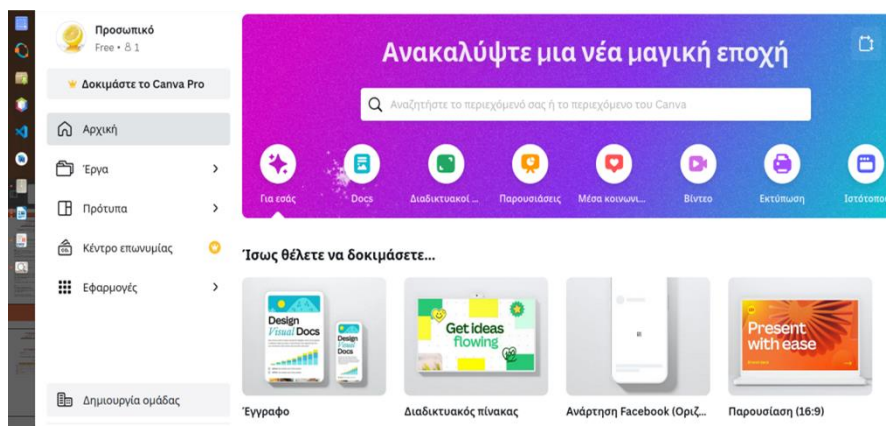 Προσωπικό
Free • 1
Δοκιμάστε το Canva Pro
Αρχική
Έργα
Πρότυπα
Κέντρο επωνυμίας
Εφαρμογές
Δημιουργία ομάδας
Ανακαλύψτε μια νέα μαγική εποχή
Αναζητήστε το περιεχόμενό σας ή το περιεχόμενο του Canva
Για εσάς
Docs
Διαδικτυακοί ...
Παρουσιάσεις
Μέσα κοινωνι...
Βίντεο
Εκτύπωση
Ιστότοποι
Ίσως θέλετε να δοκιμάσετε...
Design
Visual Docs
Design
Visual
Docs
Get ideas
flowing
Present
with ease
Έγγραφο
Διαδικτυακός πίνακας
Ανάρτηση Facebook (Οριζ...
Παρουσίαση (16:9)